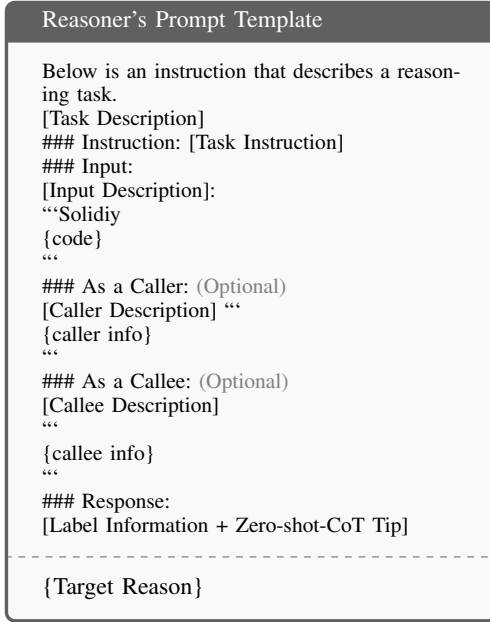 Reasoner's Prompt Template
Below is an instruction that describes a reason-
ing task.
[Task Description]
### Instruction: [Task Instruction]
### Input:
[Input Description]:
“‘Solidiy
{code}
“‘
### As a Caller: (Optional)
[Caller Description] “‘
{caller info}
“‘
### As a Callee: (Optional)
[Callee Description]
“‘
{callee info}
“‘
### Response:
[Label Information + Zero-shot-CoT Tip]
{Target Reason}